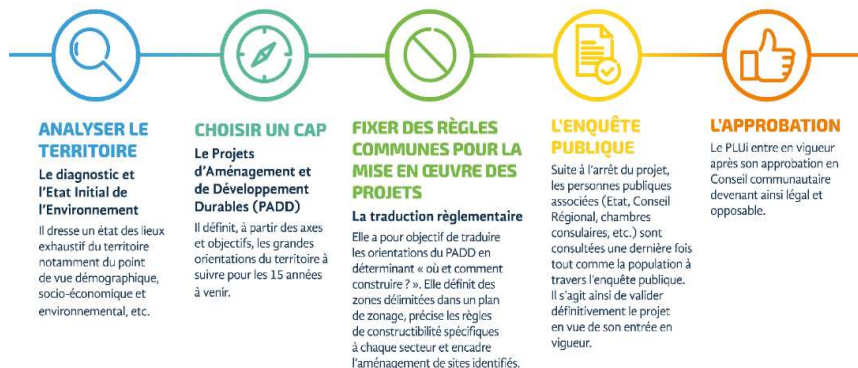 ANALYSER LE
TERRITOIRE
Le diagnostic et
l'Etat Initial de
l'Environnement
Il dresse un état des lieux
exhaustif du territoire
notamment du point
de vue démographique,
socio-économique et
environnemental, etc.
CHOISIR UN CAP
Le Projets
d'Aménagement et
de Développement
Durables (PADD)
Il définit, à partir des axes
et objectifs, les grandes
orientations du territoire à
suivre pour les 15 années
à venir.
FIXER DES RÈGLES
COMMUNES POUR LA
MISE EN ŒUVRE DES
PROJETS
La traduction règlementaire
Elle a pour objectif de traduire
les orientations du PADD en
déterminant « où et comment
construire ? ». Elle définit des
zones délimitées dans un plan
de zonage, précise les règles
de constructibilité spécifiques
à chaque secteur et encadre
l'aménagement de sites identifiés.
L'ENQUÊTE
PUBLIQUE
Suite à l'arrêt du projet,
les personnes publiques
associées (Etat, Conseil
Régional, chambres
consulaires, etc.) sont
consultées une dernière fois
tout comme la population à
travers l'enquête publique.
Il s'agit ainsi de valider
définitivement le projet
en vue de son entrée en
vigueur.
L'APPROBATION
Le PLUi entre en vigueur
après son approbation en
Conseil communautaire
devenant ainsi légal et
opposable.